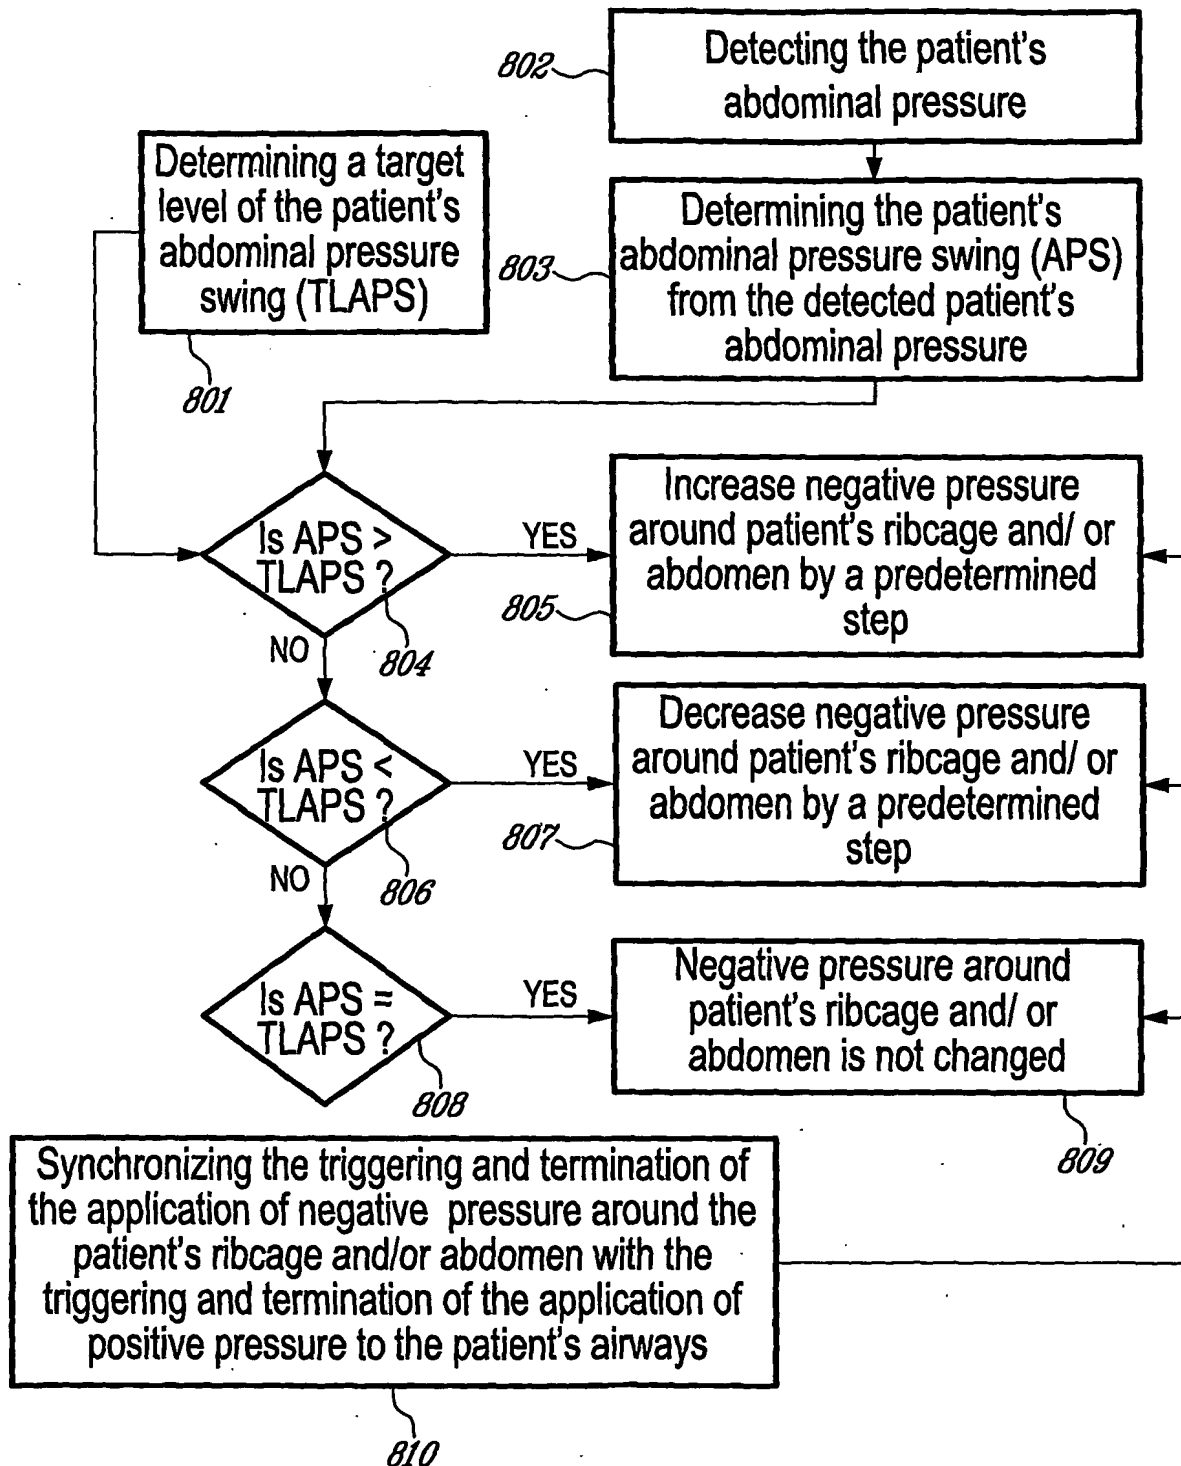 802
Detecting the patient's
abdominal pressure
Determining a target
level of the patient's
abdominal pressure
swing (TLAPS)
801
803
Determining the patient's
abdominal pressure swing (APS)
from the detected patient's
abdominal pressure
Is APS >
TLAPS ?
804
YES
NO
805
Increase negative pressure
around patient's ribcage and/ or
abdomen by a predetermined
step
Is APS <
TLAPS ?
806
YES
NO
807
Decrease negative pressure
around patient's ribcage and/ or
abdomen by a predetermined
step
Is APS =
TLAPS ?
808
YES
Negative pressure around
patient's ribcage and/ or
abdomen is not changed
809
Synchronizing the triggering and termination of
the application of negative pressure around the
patient's ribcage and/or abdomen with the
triggering and termination of the application of
positive pressure to the patient's airways
810